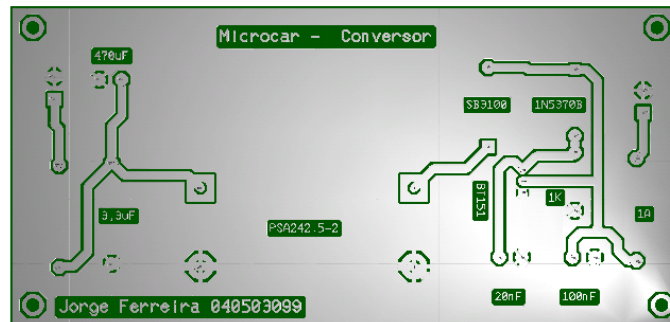 Microcar - Conversor
470uF
SB3100 1N5370B
BT151
1K
3,3uF
1A
PSA242.5-2
20nF 100nF
Jorge Ferreira 040503099